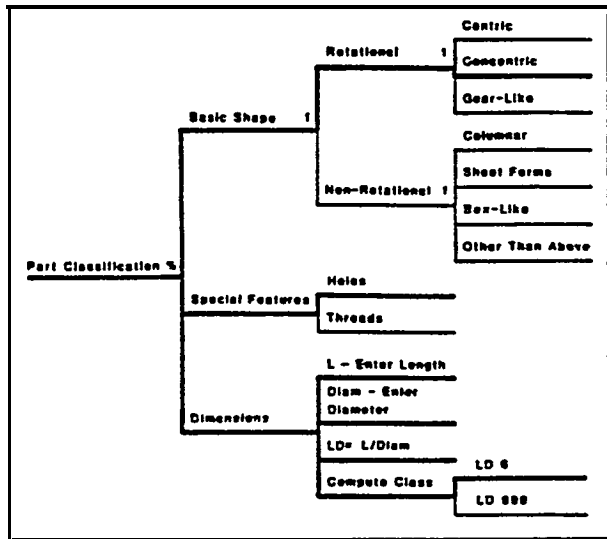 Centric
Rotational 1
Concentric
Gear-Like
Basic Shape 1
Columnar
Sheet Forms
Non-Rotational 1
Box-Like
Other Than Above
Part Classification %
Holes
Special Features
Threads
L - Enter Length
Diam - Enter
Diameter
Dimensions
LD= L/Diam
Compute Class
LD 6
LD 999